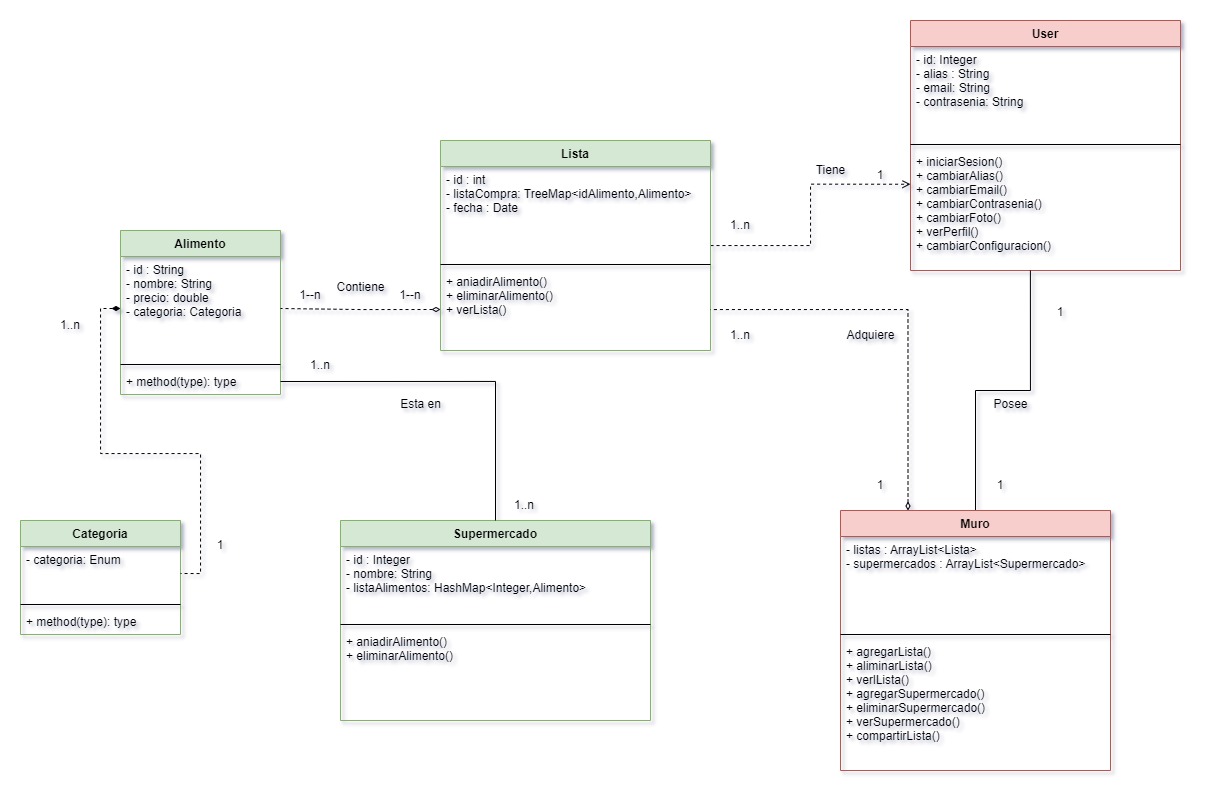 User
- id: Integer
- alias : String
- email: String
- contrasenia: String
+ iniciarSesion()
+ cambiarAlias()
+ cambiarEmail()
+ cambiarContrasenia()
+ cambiarFoto()
+ verPerfil()
+ cambiarConfiguracion()
Tiene
1
1..n
Lista
- id : int
- listaCompra: TreeMap<idAlimento,Alimento>
- fecha : Date
+ aniadirAlimento()
+ eliminarAlimento()
+ verLista()
Alimento
- id : String
- nombre: String
- precio: double
- categoria: Categoria
+ method(type): type
Contiene
1--n
1--n
1..n
1..n
Esta en
1..n
1..n
Adquiere
1
1
Posee
1
Categoria
- categoria: Enum
+ method(type): type
1
Supermercado
- id : Integer
- nombre: String
- listaAlimentos: HashMap<Integer,Alimento>
+ aniadirAlimento()
+ eliminarAlimento()
Muro
- listas : ArrayList<Lista>
- supermercados : ArrayList<Supermercado>
+ agregarLista()
+ aliminarLista()
+ verlLista()
+ agregarSupermercado()
+ eliminarSupermercado()
+ verSupermercado()
+ compartirLista()